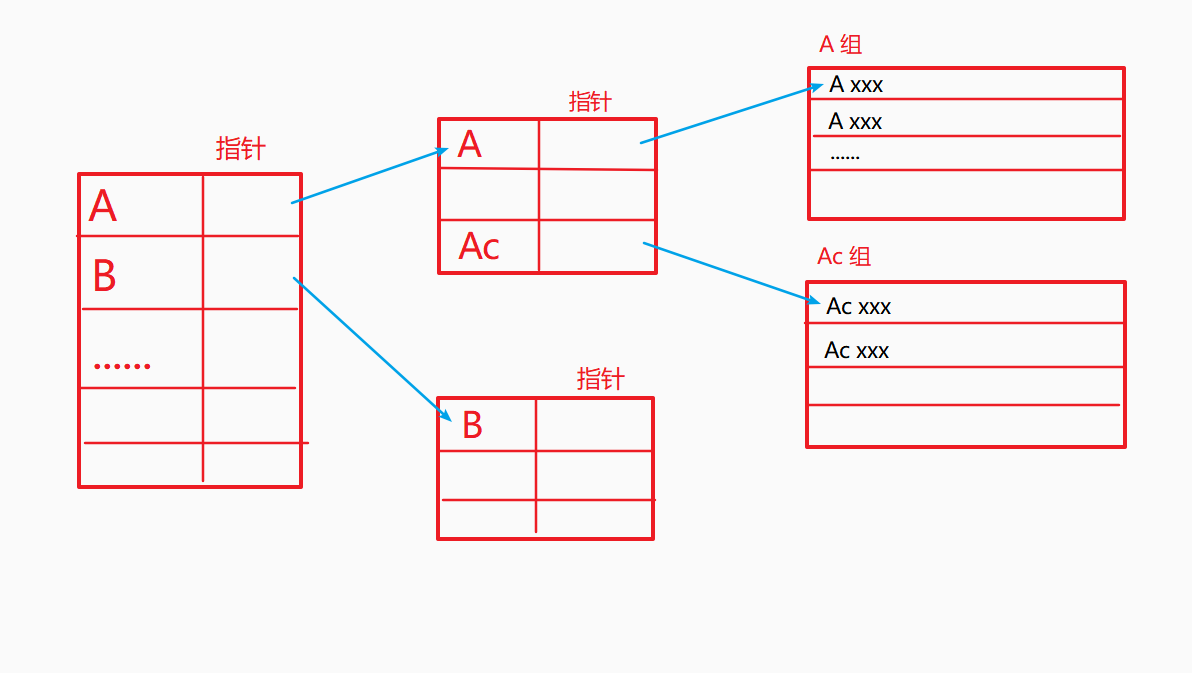 指针
A
B
......
指针
A
Ac
指针
B
A 组
A xxx
A xxx
......
Ac 组
Ac xxx
Ac xxx